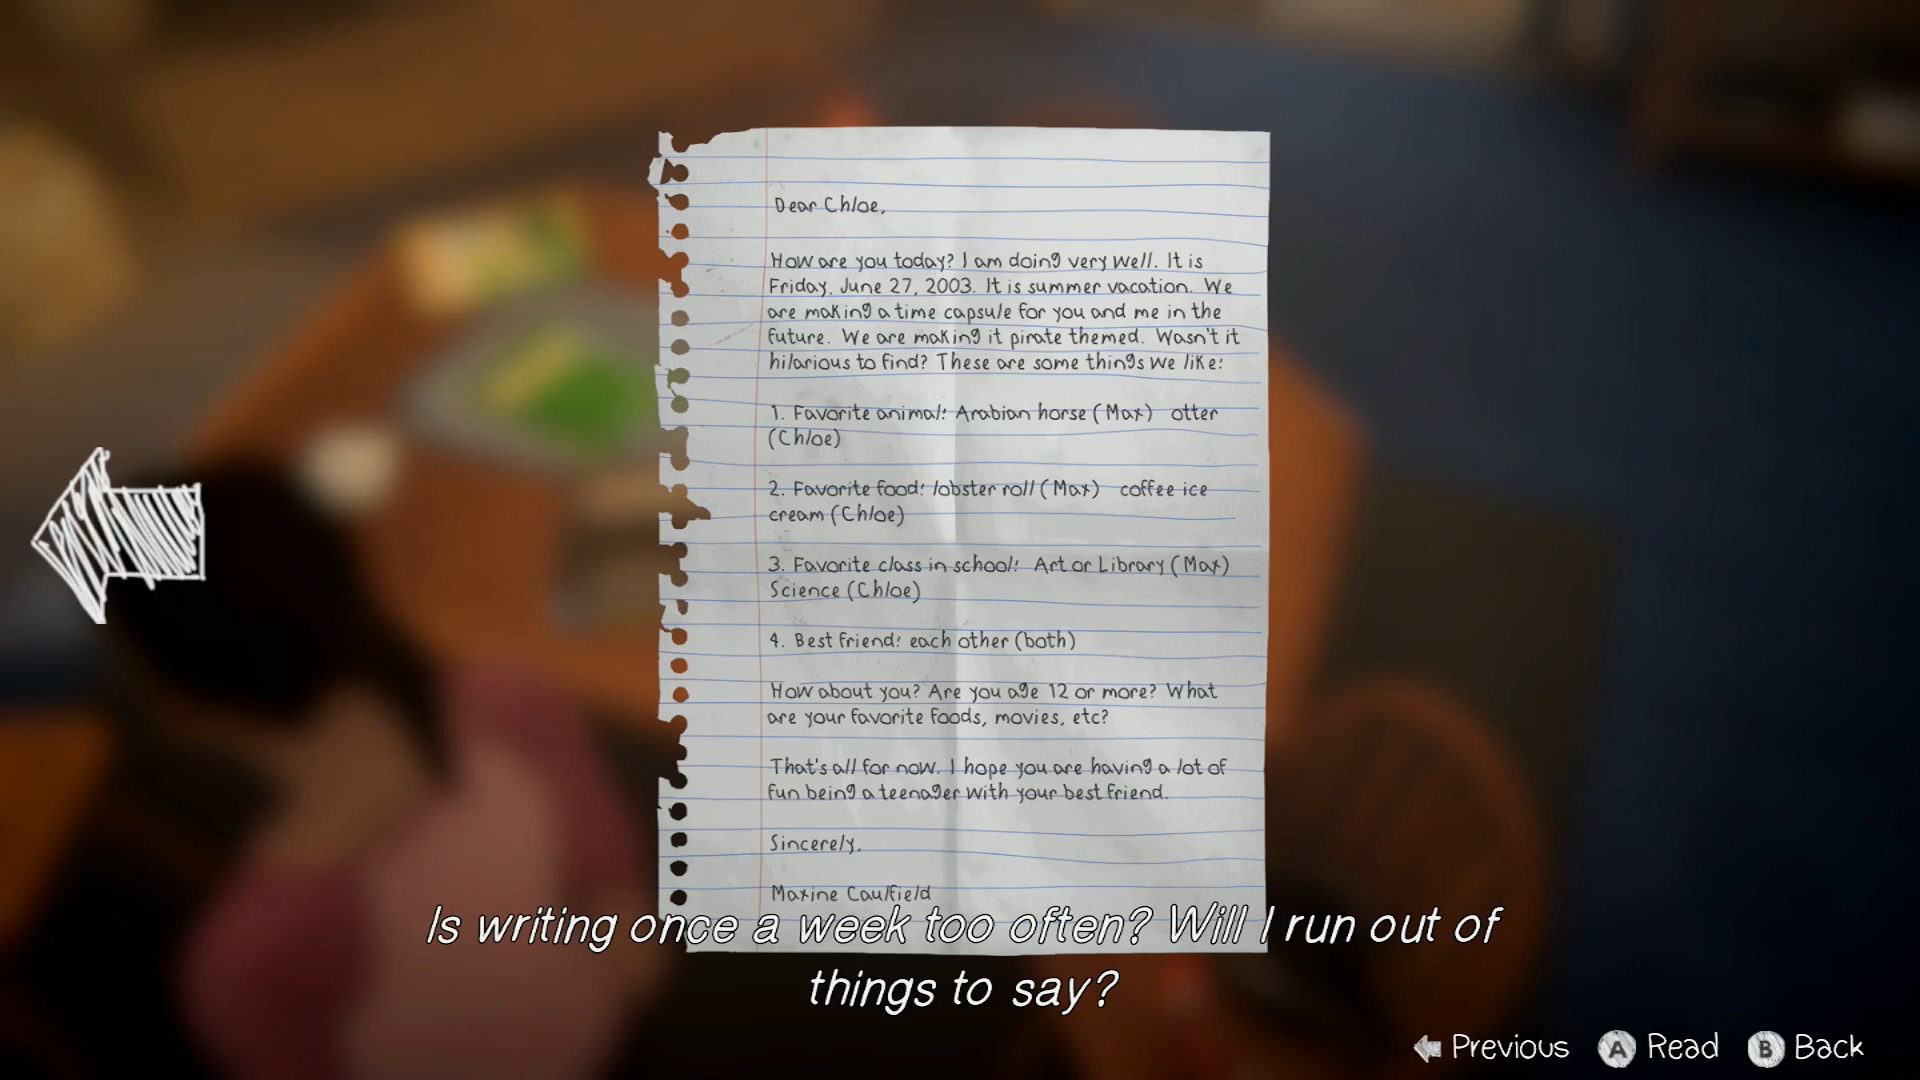 Dear Chloe,
How are you today? I am doing very well. It is
Friday, June 27, 2003. It is summer vacation. We
are making a time capsule for you and me in the
future. We are making it pirate themed. Wasn't it
hilarious to find? These are some things we like:
1. Favorite animal: Arabian horse (Max) otter
(Chloe)
2. Favorite food: lobster roll (Max) coffee ice
cream (Chloe)
3. Favorite class in school: Art or Library (Max)
Science (Chloe)
4. Best friend: each other (both)
How about you? Are you age 12 or more? What
are your favorite foods, movies, etc?
That's all for now. I hope you are having a lot of
fun being a teenager with your best friend.
Sincerely,
Maxine Caulfield
Is writing once a week too often? Will I run out of
things to say?
Previous A Read B Back